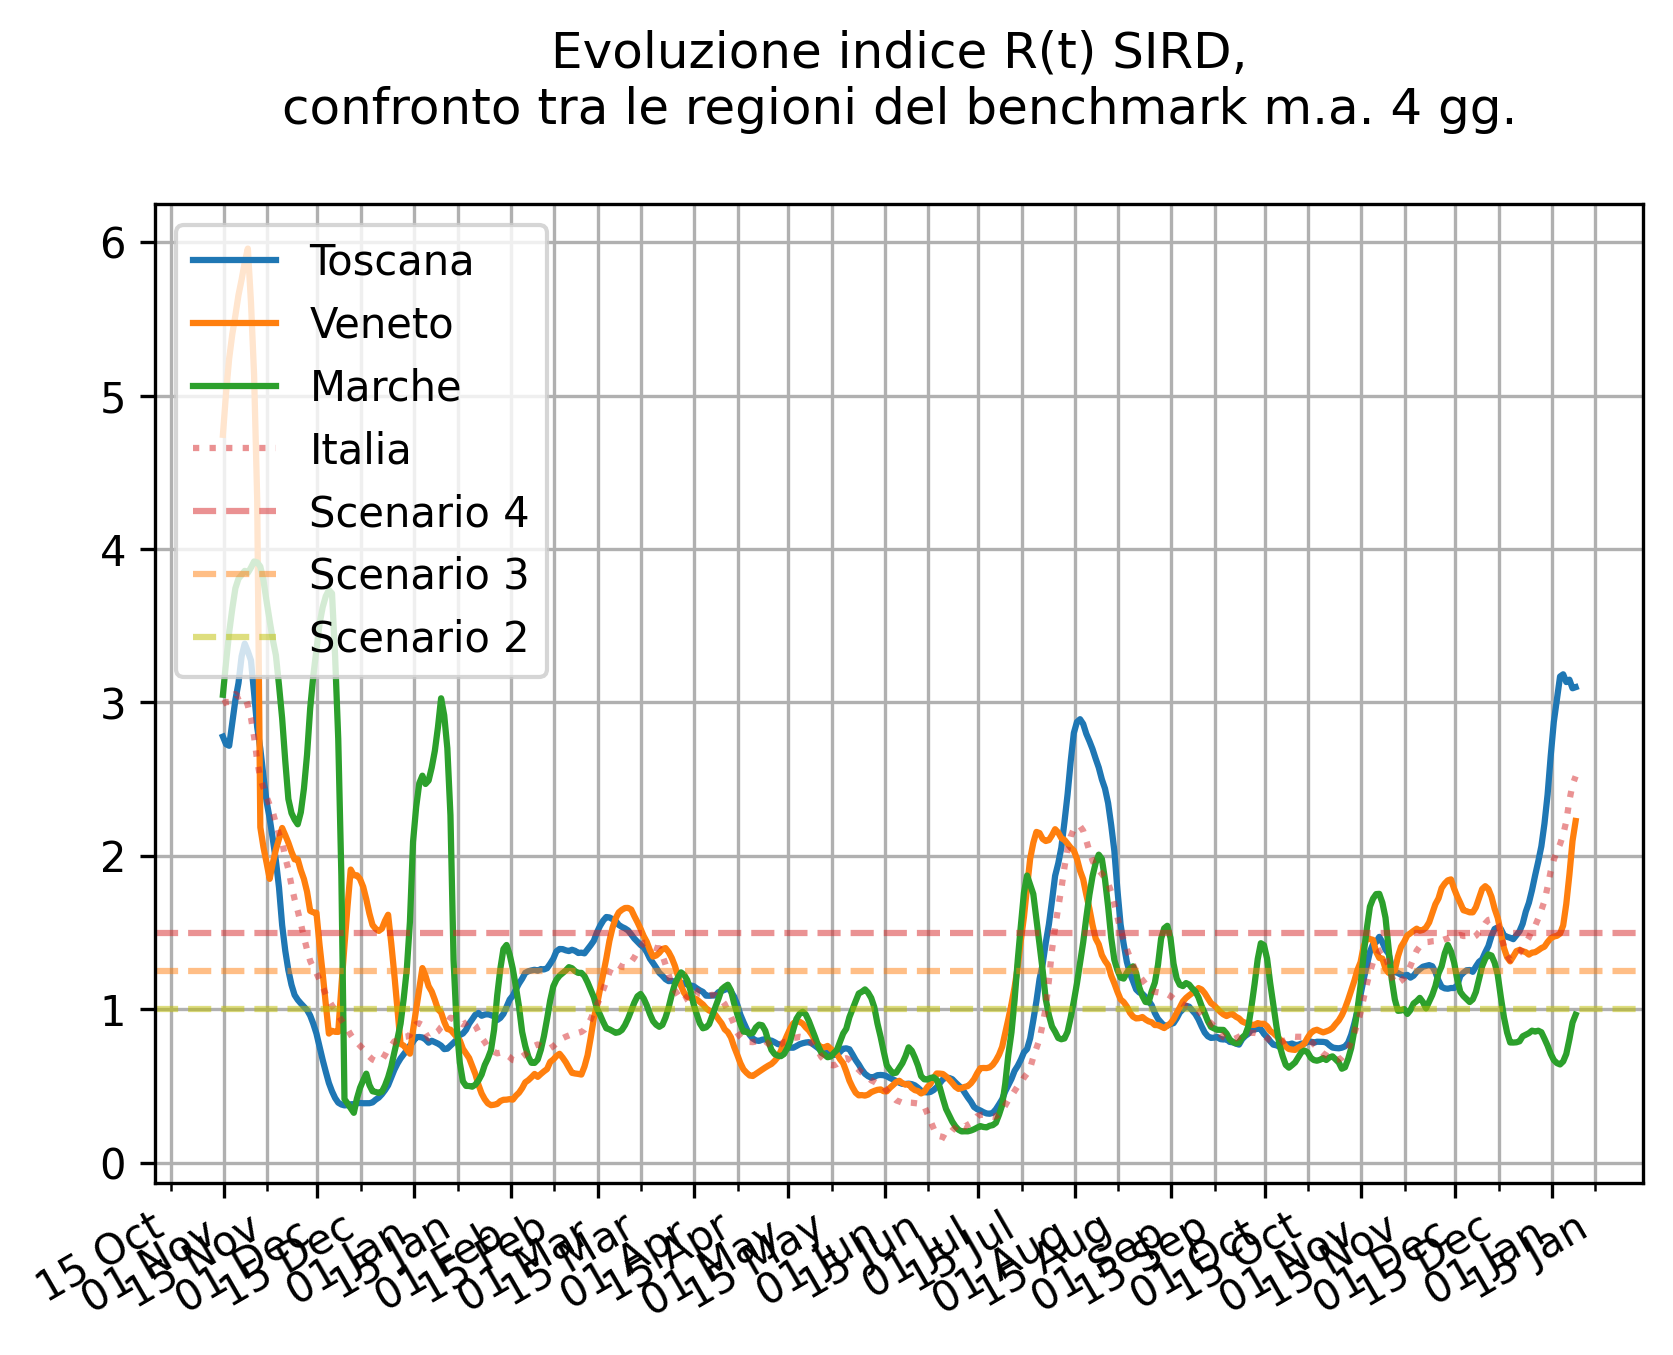 Evoluzione indice R(t) SIRD,
confronto tra le regioni del benchmark m.a. 4 gg.
6
5
4
3
2
1
0
Toscana
Veneto
Marche
Italia
Scenario 4
Scenario 3
Scenario 2
15 Oct
01 Nov
15 Nov
01 Dec
15 Dec
01 Jan
15 Jan
01 Feb
15 Feb
01 Mar
15 Mar
01 Apr
15 Apr
01 May
15 May
01 Jun
15 Jun
01 Jul
15 Jul
01 Aug
15 Aug
01 Sep
15 Sep
01 Oct
15 Oct
01 Nov
15 Nov
01 Dec
15 Dec
01 Jan
15 Jan